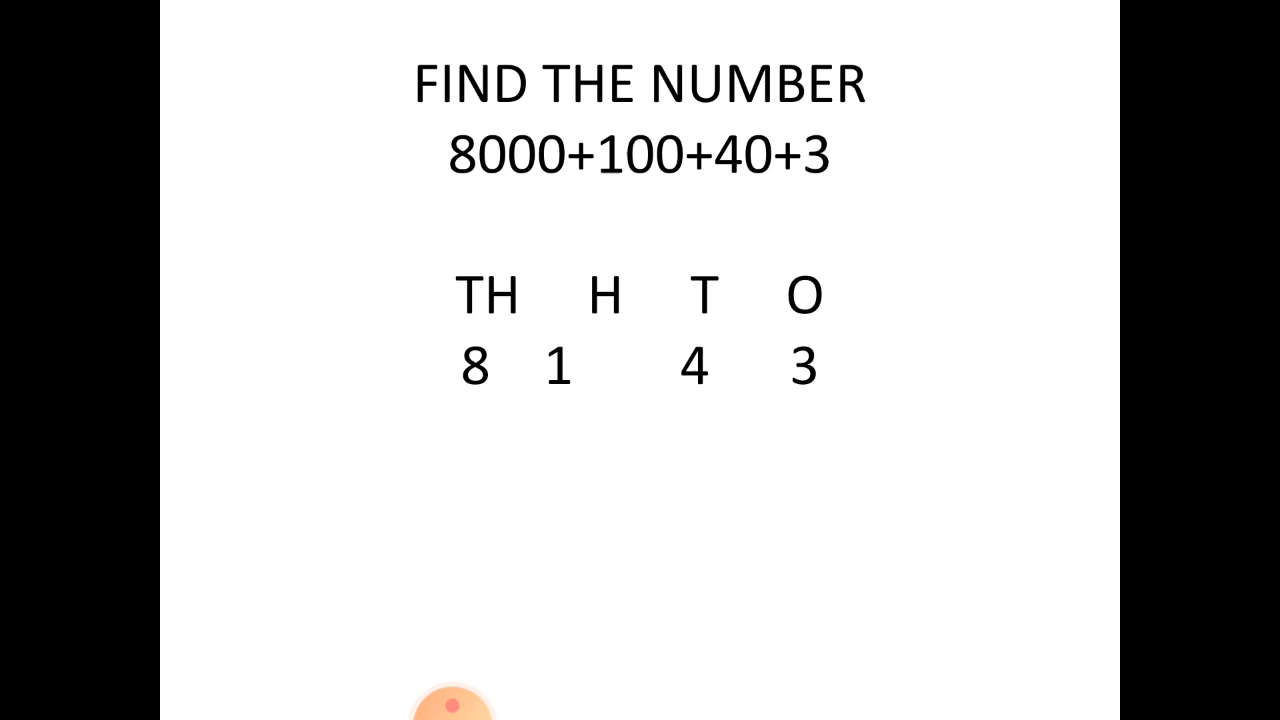 FIND THE NUMBER
8000+100+40+3
TH H T O
8 1 4 3